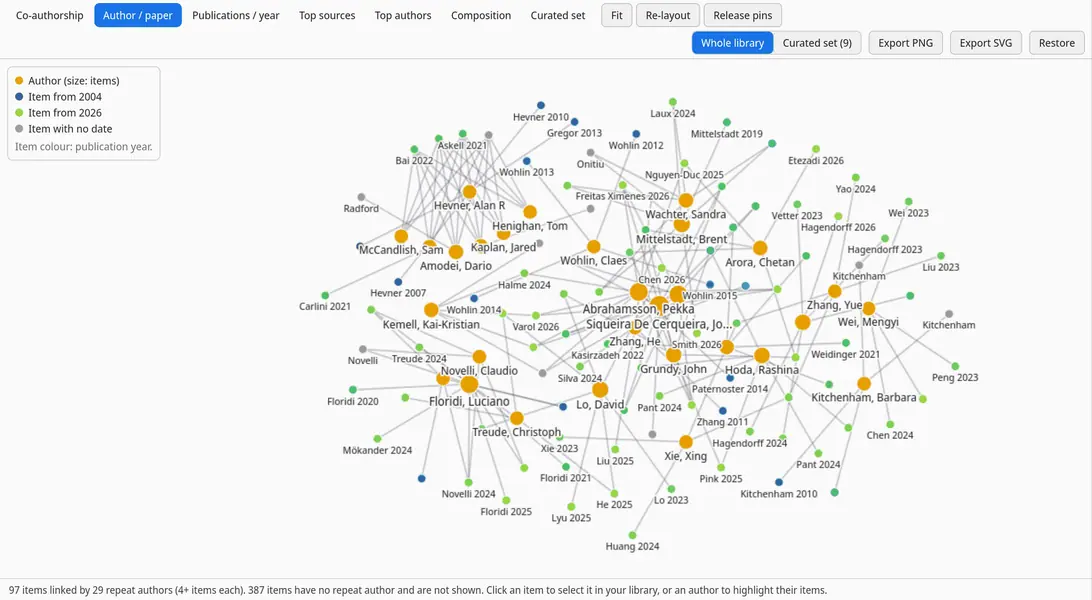 Co-authorship Author / paper Publications / year Top sources Top authors Composition Curated set Fit Re-layout Release pins
Whole library Curated set (9) Export PNG Export SVG Restore
Author (size: items)
Item from 2004
Item from 2026
Item with no date
Item colour: publication year.
Hevner 2010
Laux 2024
Gregor 2013
Mittelstadt 2019
Wohlin 2012
Askell 2021
Bai 2022
Onitiu
Etezadi 2026
Wohlin 2013
Nguyen-Duc 2025
Yao 2024
Freitas Ximenes 2026
Hevner, Alan R
Radford
Wachter, Sandra
Vetter 2023
Wei 2023
Henighan, Tom
Hagendorff 2026
Mittelstadt, Brent
McCandlish, Sam
Kaplan, Jared
Hagendorff 2023
Wohlin, Claes
Arora, Chetan
Amodei, Dario
Liu 2023
Kitchenham
Chen 2026
Halme 2024
Hevner 2007
Wohlin 2015
Carlini 2021
Zhang, Yue
Wohlin 2014
Abrahamsson, Pekka
Wei, Mengyi
Kemell, Kai-Kristian
Siqueira De Cerqueira, Jo...
Kitchenham
Varol 2026
Zhang, He
Smith 2026
Kasirzadeh 2022
Weidinger 2021
Novelli
Treude 2024
Novelli, Claudio
Grundy, John
Hoda, Rashina
Silva 2024
Peng 2023
Paternoster 2014
Floridi 2020
Floridi, Luciano
Lo, David
Kitchenham, Barbara
Pant 2024
Zhang 2011
Treude, Christoph
Chen 2024
Mökander 2024
Xie 2023
Hagendorff 2024
Xie, Xing
Liu 2025
Pant 2024
Floridi 2021
Pink 2025
Novelli 2024
Kitchenham 2010
Lo 2023
He 2025
Floridi 2025
Lyu 2025
Huang 2024
97 items linked by 29 repeat authors (4+ items each). 387 items have no repeat author and are not shown. Click an item to select it in your library, or an author to highlight their items.